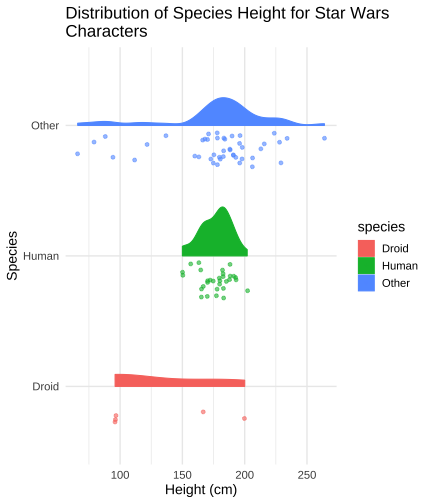 Distribution of Species Height for Star Wars
Characters
Species
Other
Human
Droid
100 150 200 250
Height (cm)
species
Droid
Human
Other